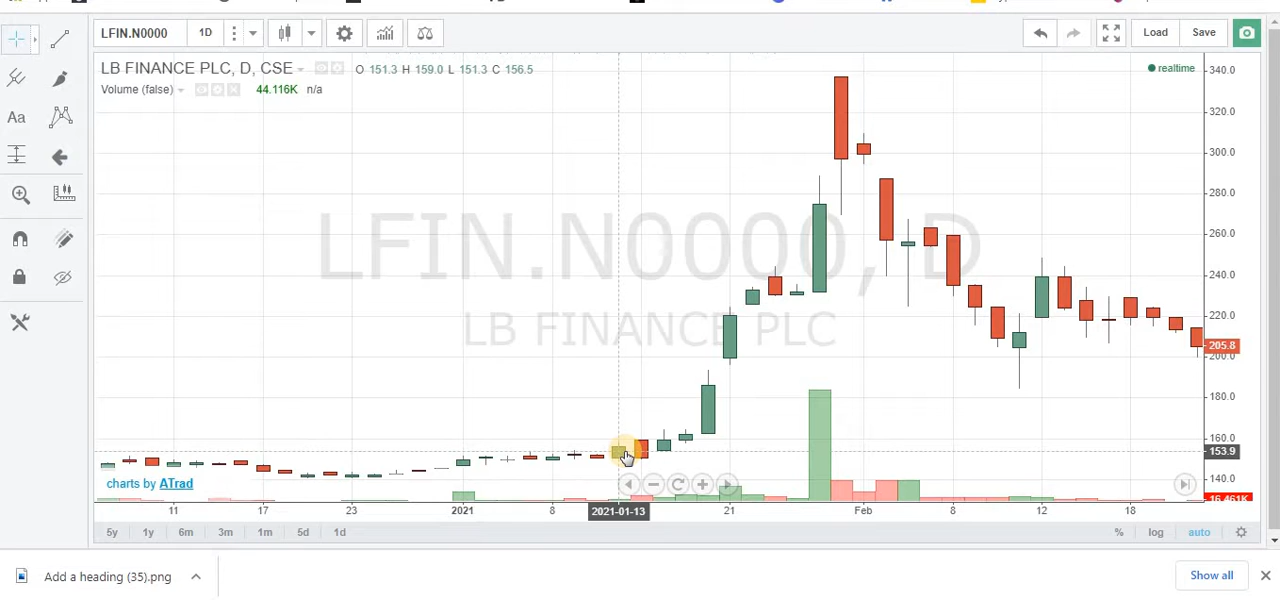 LFIN.N0000
1D
Load
Save
LB FINANCE PLC, D, CSE
O 151.3 H 159.0 L 151.3 C 156.5
realtime
Volume (false)
44.116K n/a
Aa
LFIN.N0000, D
LB FINANCE PLC
340.0
320.0
300.0
280.0
260.0
240.0
220.0
205.8
200.0
180.0
160.0
153.9
140.0
16.461K
charts by ATrad
11
17
23
2021
8
2021-01-13
21
Feb
8
12
18
5y
1y
6m
3m
1m
5d
1d
%
log
auto
Add a heading (35).png
Show all